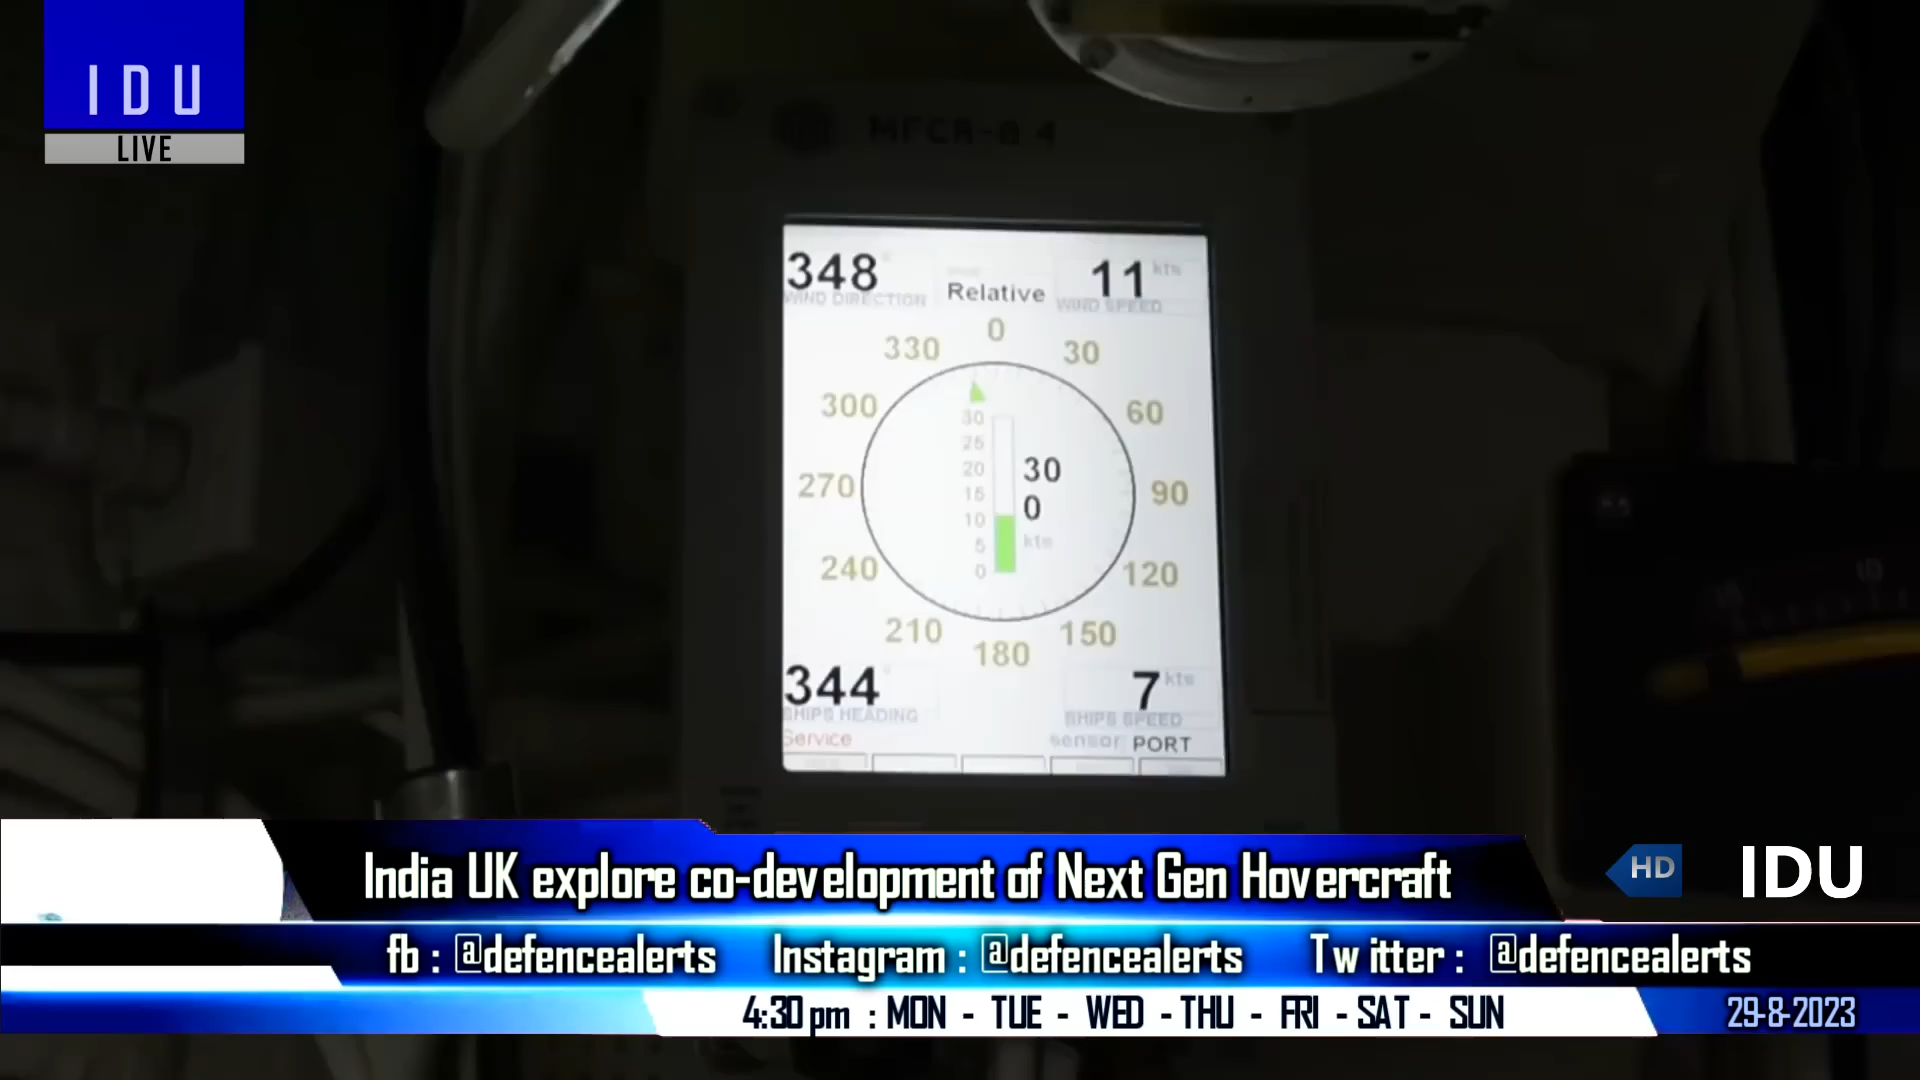 IDU
LIVE
348
WIND DIRECTION
Relative
11 kts
WIND SPEED
0
330
30
300
60
270
90
240
120
210
150
180
30
25
20
15
10
5
0
30
0
kts
344
SHIPS HEADING
7 kts
SHIPS SPEED
Service
sensor PORT
India UK explore co-development of Next Gen Hovercraft
HD
IDU
fb : @defencealerts Instagram : @defencealerts Twitter : @defencealerts
4:30 pm : MON - TUE - WED - THU - FRI - SAT - SUN
29-8-2023